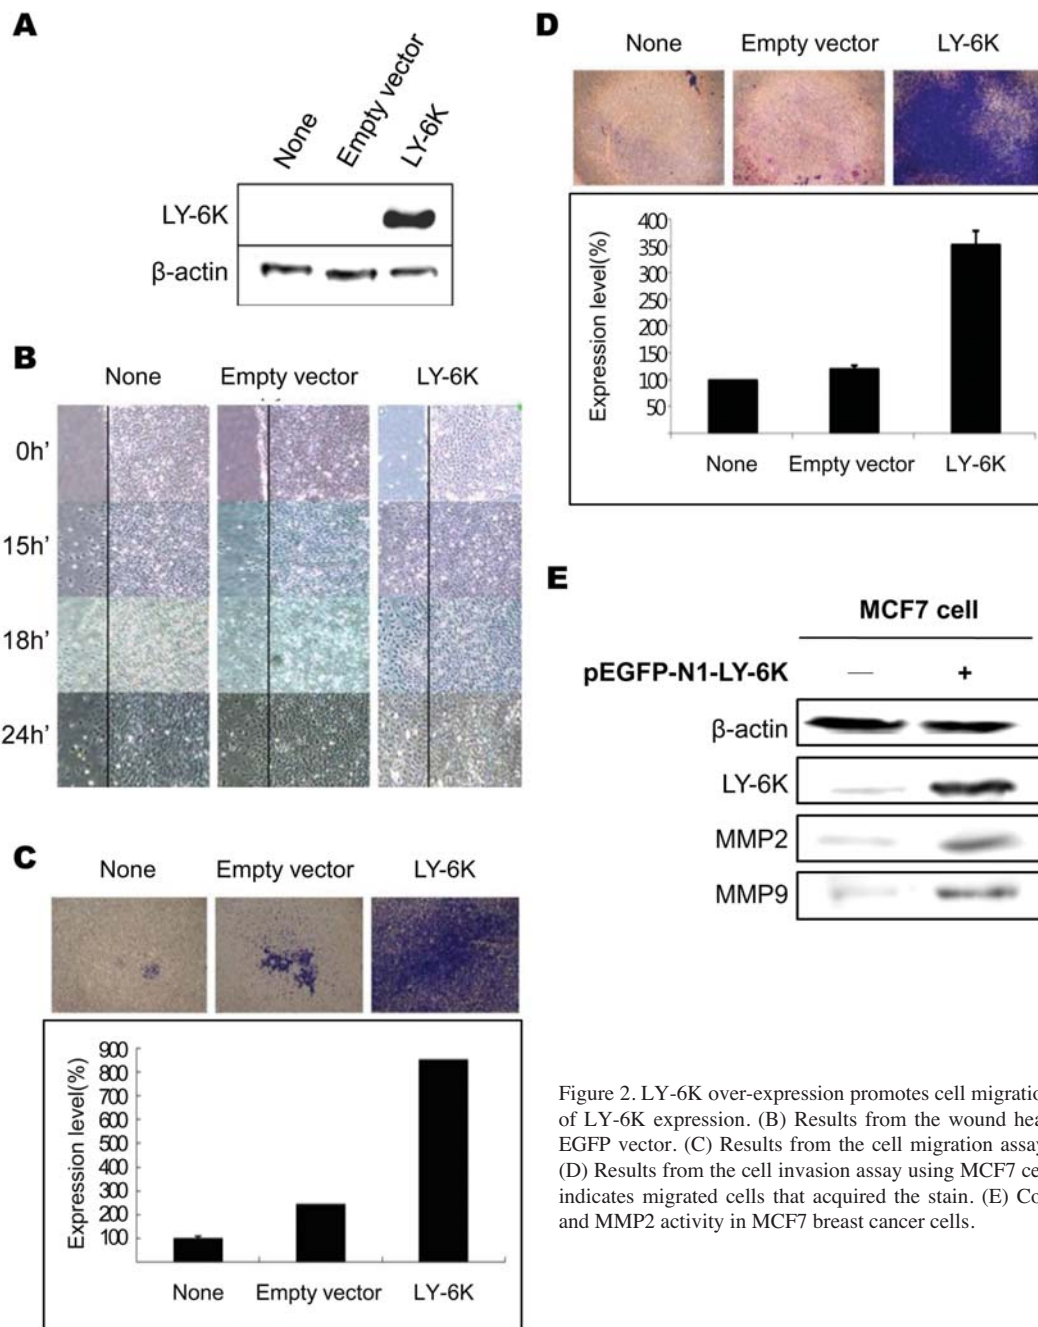 A
None
Empty vector
LY-6K
LY-6K
β-actin
B
None
Empty vector
LY-6K
0h'
15h'
18h'
24h'
C
None
Empty vector
LY-6K
Expression level(%)
900
800
700
600
500
400
300
200
100
None
Empty vector
LY-6K
D
None
Empty vector
LY-6K
Expression level(%)
400
350
300
250
200
150
100
50
None
Empty vector
LY-6K
E
MCF7 cell
pEGFP-N1-LY-6K
— +
β-actin
LY-6K
MMP2
MMP9
Figure 2. LY-6K over-expression promotes cell migratio
of LY-6K expression. (B) Results from the wound hea
EGFP vector. (C) Results from the cell migration assay
(D) Results from the cell invasion assay using MCF7 ce
indicates migrated cells that acquired the stain. (E) Co
and MMP2 activity in MCF7 breast cancer cells.